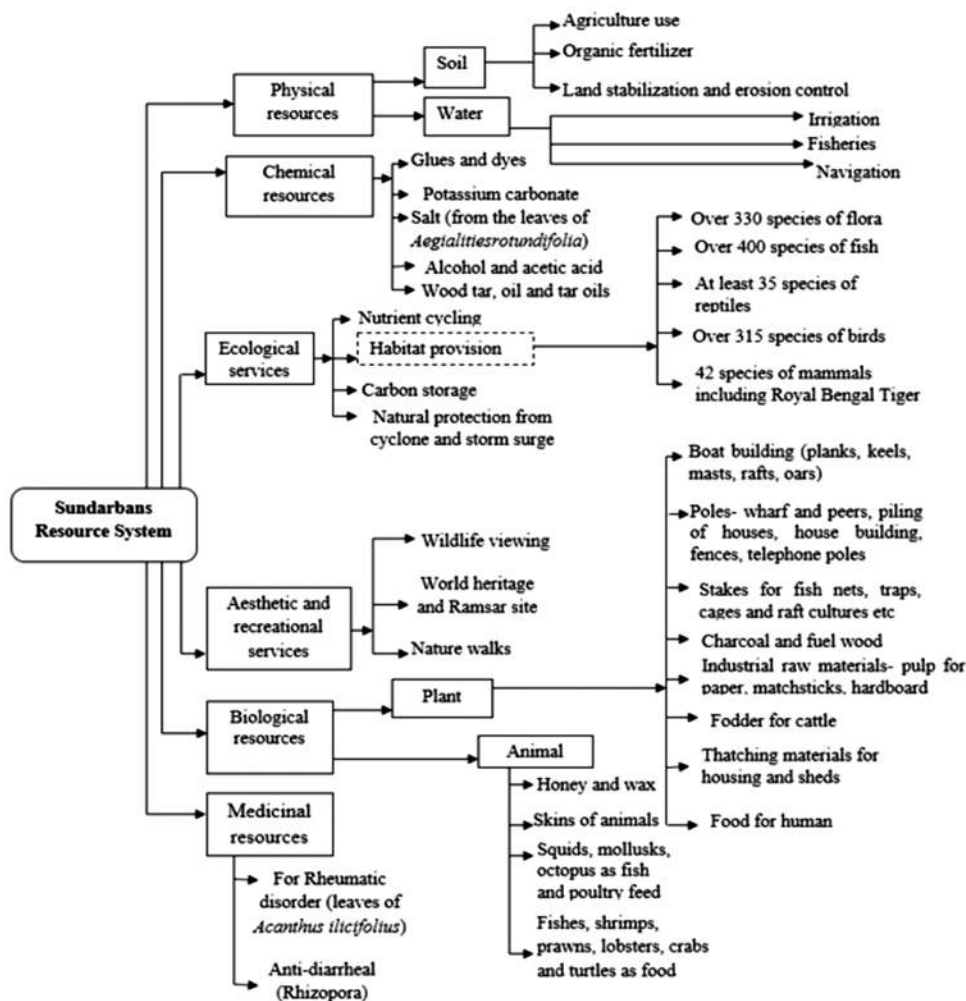 Agriculture use
Organic fertilizer
Soil
Land stabilization and erosion control
Physical
resources
Water
Irrigation
Fisheries
Navigation
Chemical
resources
Glues and dyes
Potassium carbonate
Salt (from the leaves of
Aegialitiesrotundifolia)
Alcohol and acetic acid
Wood tar, oil and tar oils
Over 330 species of flora
Over 400 species of fish
At least 35 species of
reptiles
Over 315 species of birds
42 species of mammals
including Royal Bengal Tiger
Ecological
services
Nutrient cycling
Habitat provision
Carbon storage
Natural protection from
cyclone and storm surge
Sundarbans
Resource System
Aesthetic and
recreational
services
Wildlife viewing
World heritage
and Ramsar site
Nature walks
Boat building (planks, keels,
masts, rafts, oars)
Poles- wharf and peers, piling
of houses, house building,
fences, telephone poles
Stakes for fish nets, traps,
cages and raft cultures etc
Charcoal and fuel wood
Industrial raw materials- pulp for
paper, matchsticks, hardboard
Fodder for cattle
Thatching materials for
housing and sheds
Food for human
Biological
resources
Plant
Animal
Honey and wax
Skins of animals
Squids, mollusks,
octopus as fish
and poultry feed
Fishes, shrimps,
prawns, lobsters, crabs
and turtles as food
Medicinal
resources
For Rheumatic
disorder (leaves of
Acanthus ilicifolius)
Anti-diarrheal
(Rhizopora)